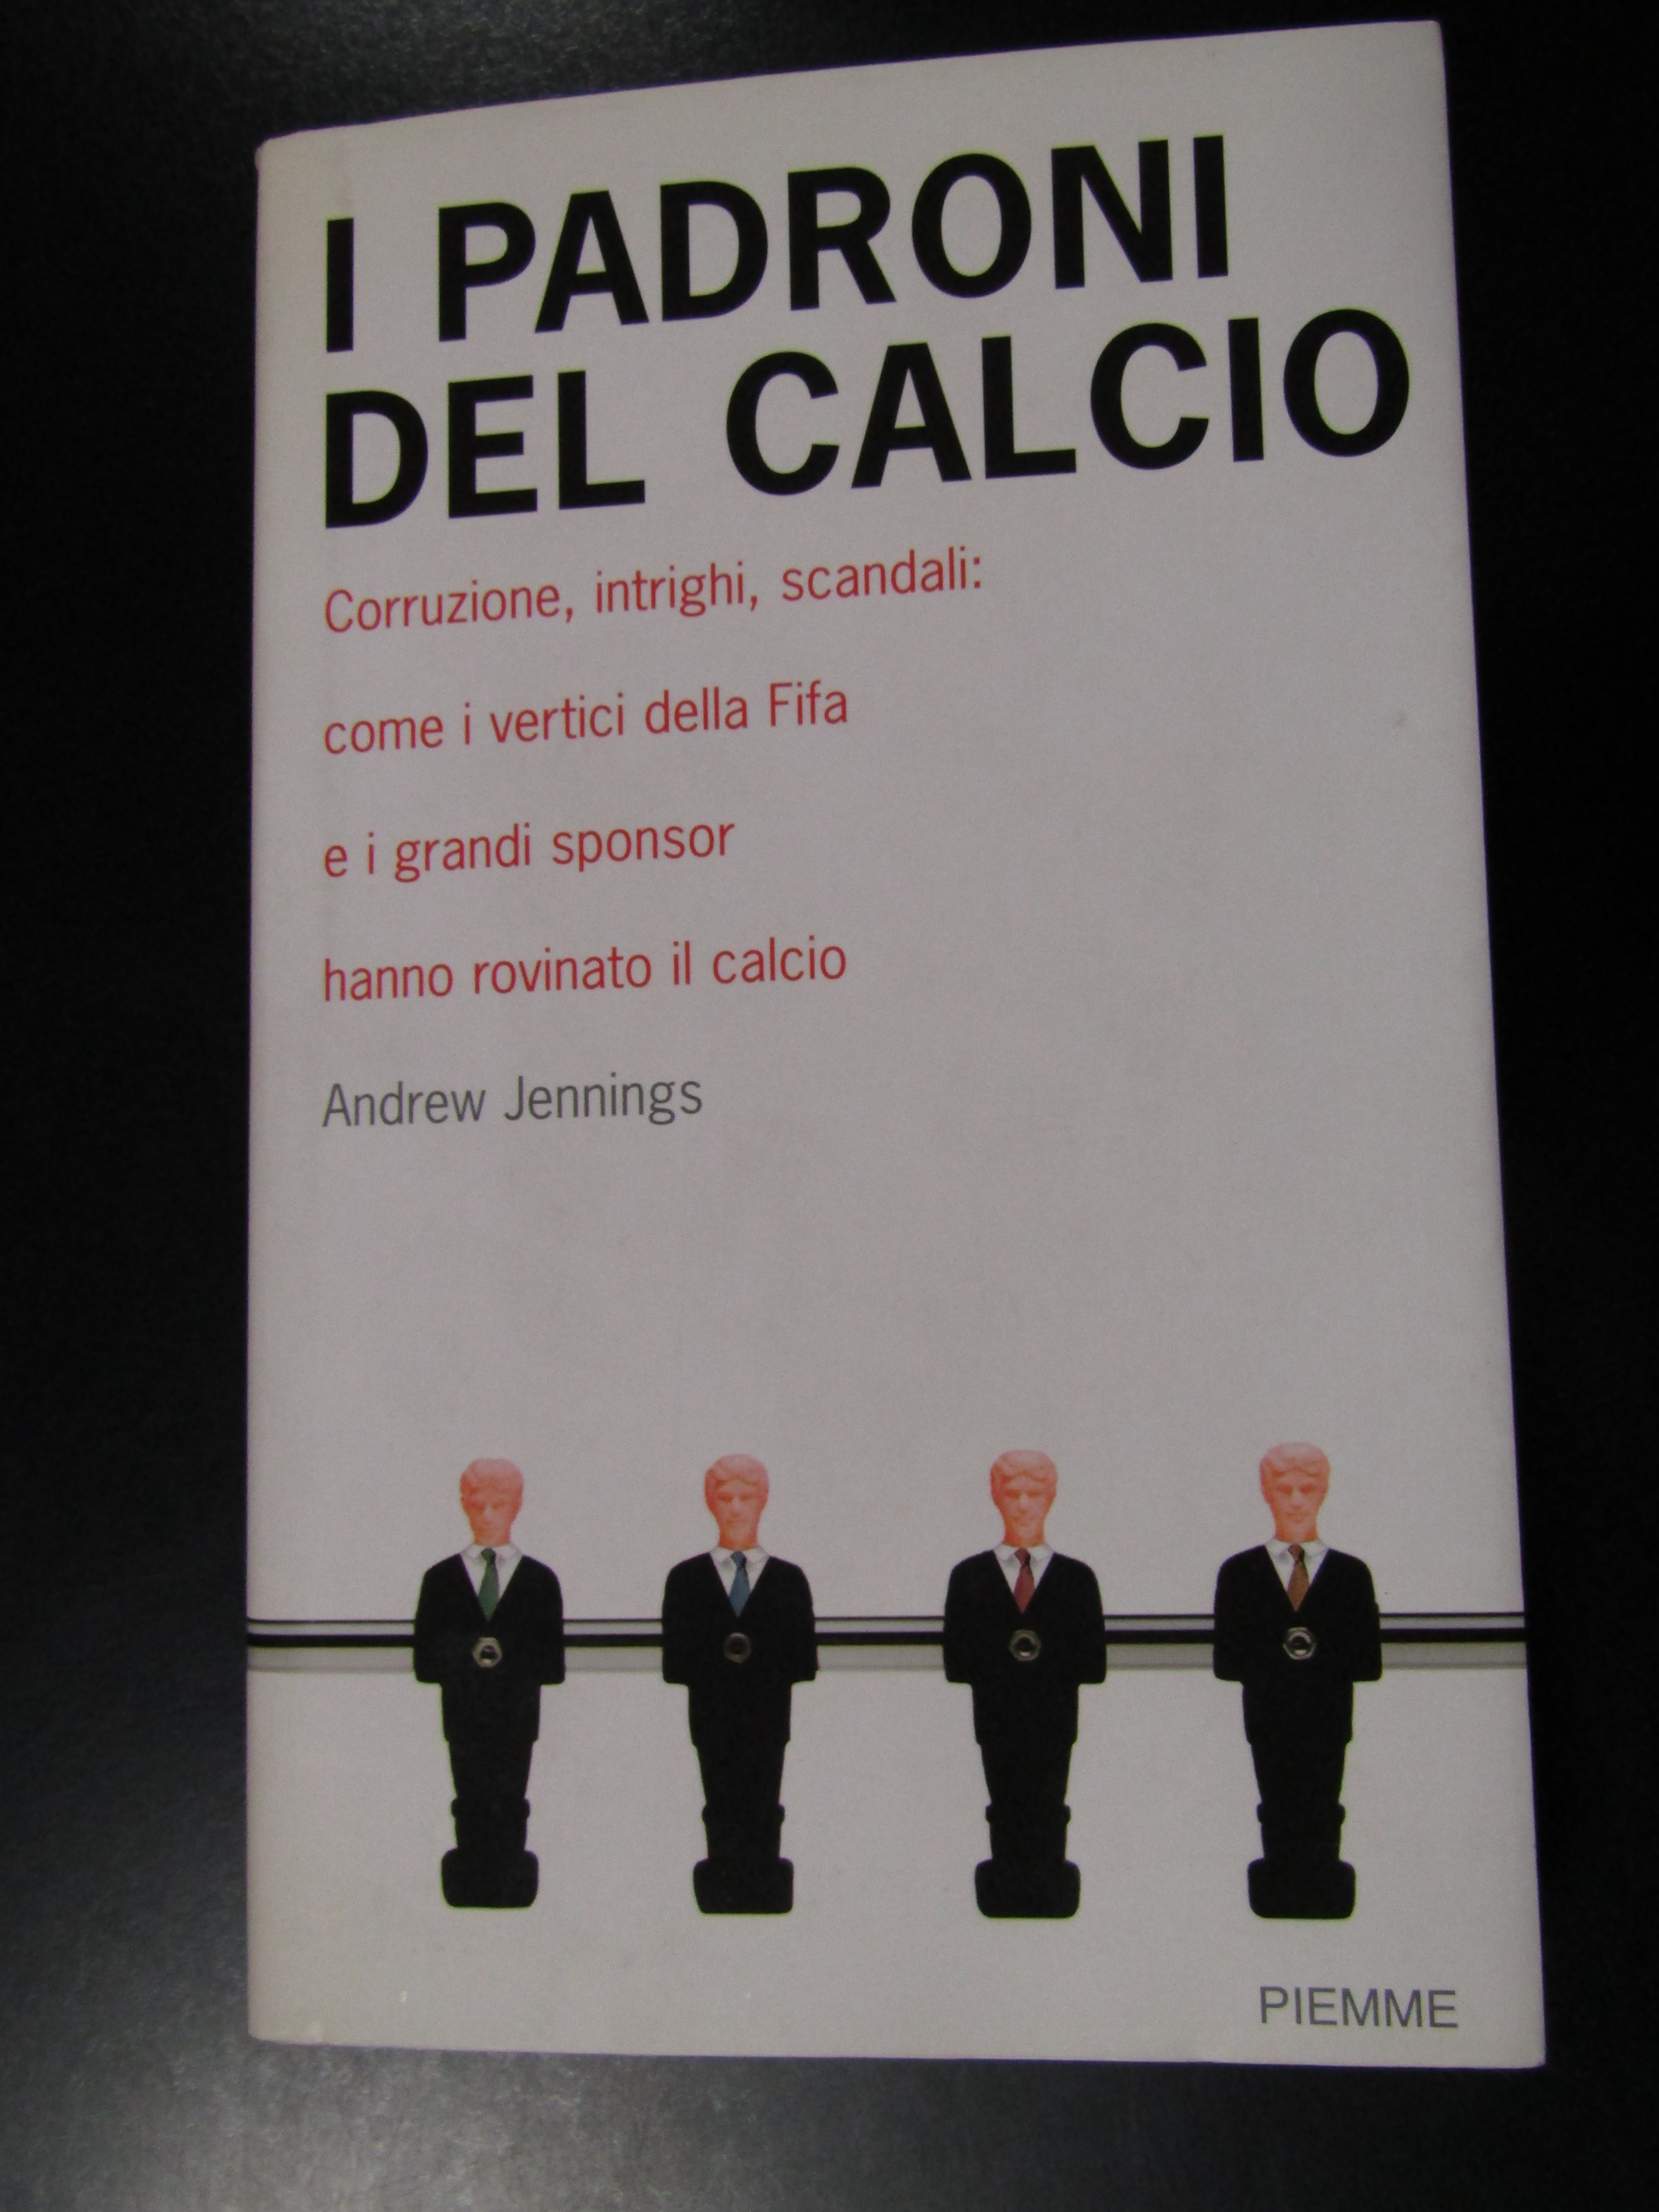 I PADRONI
DEL CALCIO
Corruzione, intrighi, scandali:
come i vertici della Fifa
e i grandi sponsor
hanno rovinato il calcio
Andrew Jennings
PIEMME